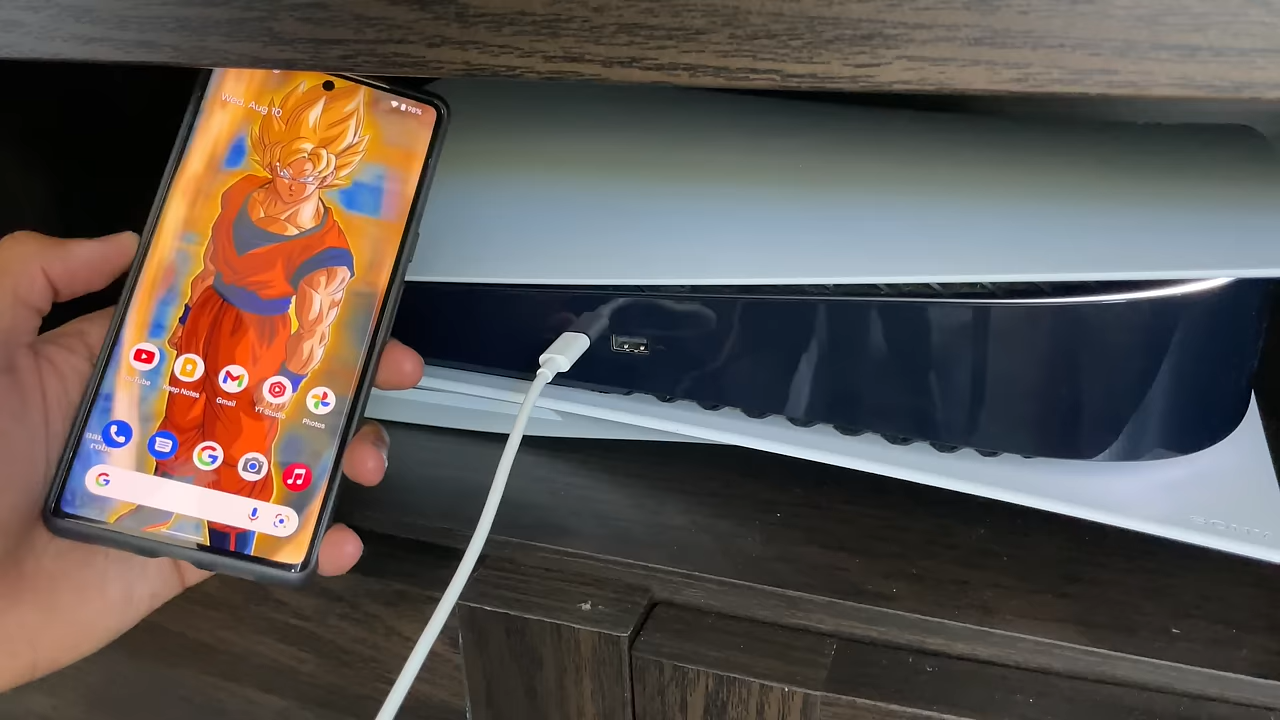 Wed, Aug 10
98%
Keep Notes
Gmail
YT Studio
Photos
SONY